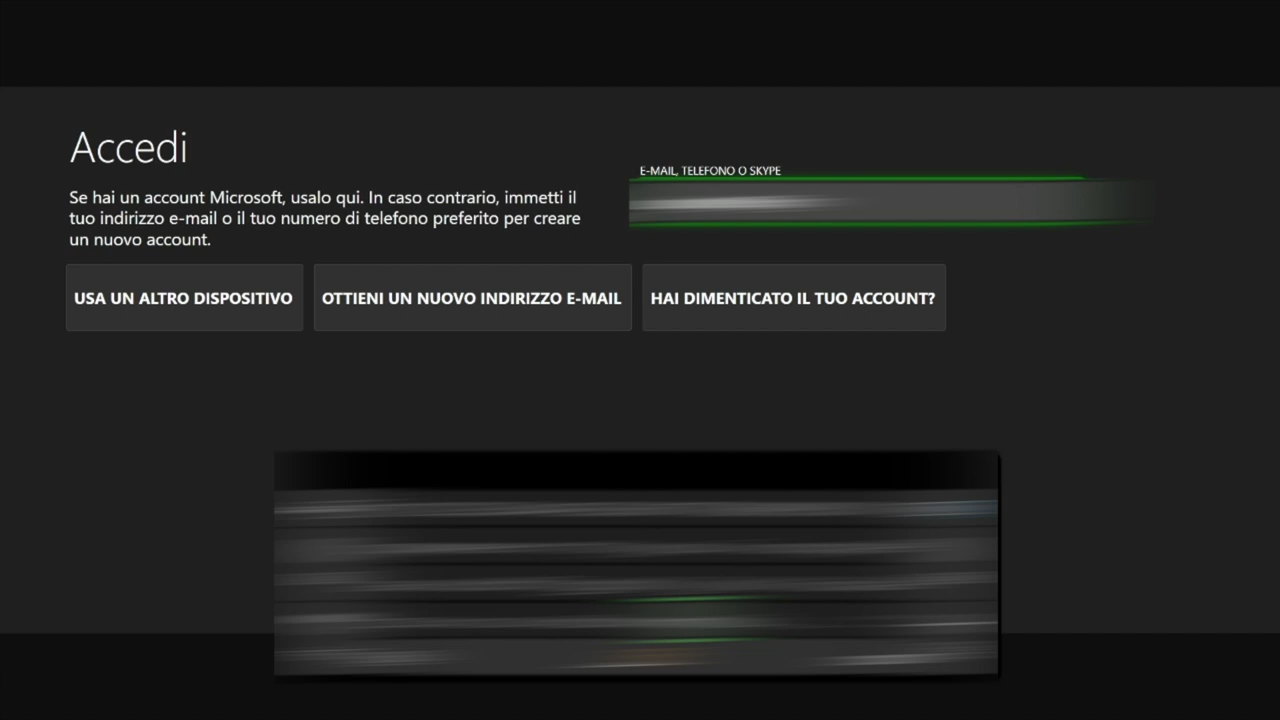 Accedi
Se hai un account Microsoft, usalo qui. In caso contrario, immetti il
tuo indirizzo e-mail o il tuo numero di telefono preferito per creare
un nuovo account.
E-MAIL, TELEFONO O SKYPE
USA UN ALTRO DISPOSITIVO
OTTIENI UN NUOVO INDIRIZZO E-MAIL
HAI DIMENTICATO IL TUO ACCOUNT?